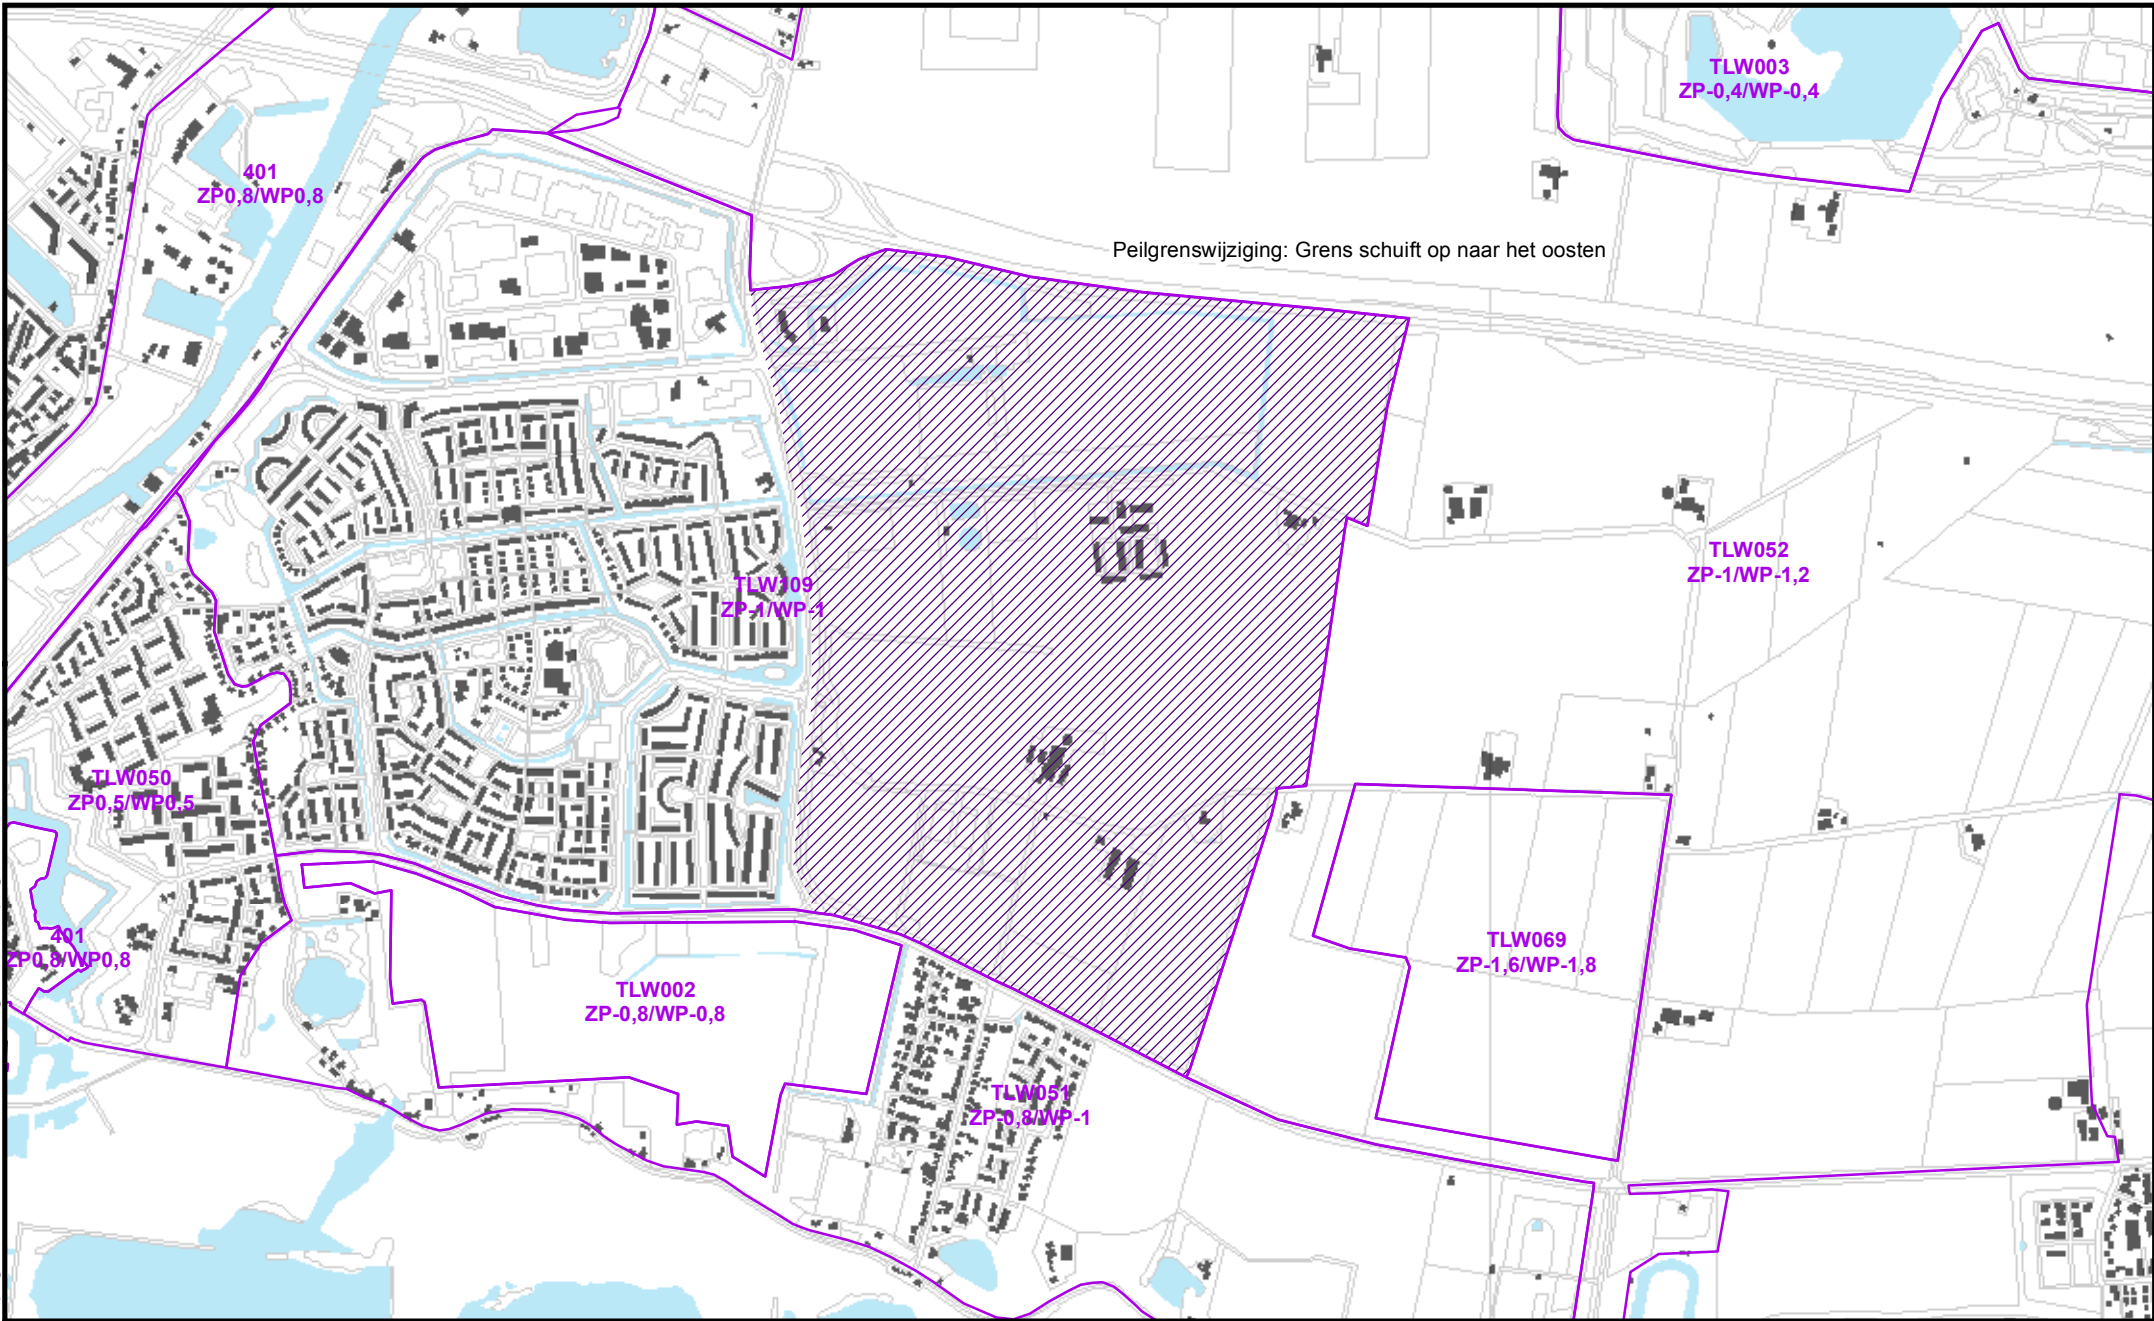 TLW003
ZP-0,4/WP-0,4
401
ZP0,8/WP0,8
Peilgrenswijziging: Grens schuift op naar het oosten
TLW052
ZP-1/WP-1,2
TLW109
ZP-1/WP-1
TLW050
ZP0,5/WP0,5
401
ZP0,8/WP0,8
TLW069
ZP-1,6/WP-1,8
TLW002
ZP-0,8/WP-0,8
TLW051
ZP-0,8/WP-1